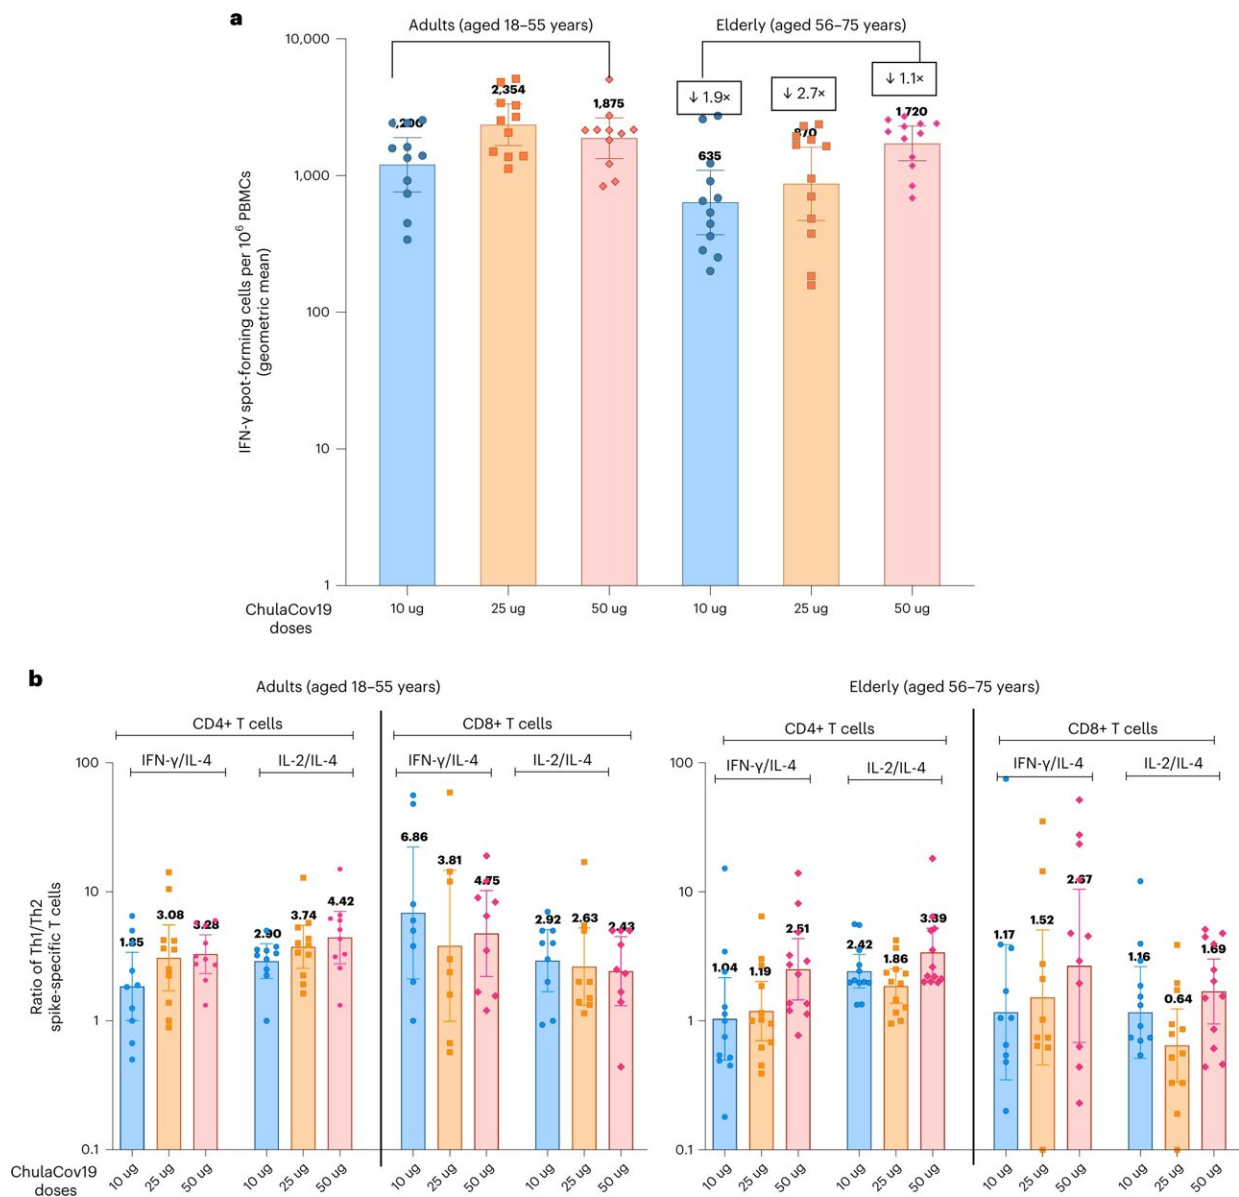 a
Adults (aged 18–55 years)
Elderly (aged 56–75 years)
10,000
1,000
100
10
1
IFN-γ spot-forming cells per 10⁶ PBMCs
(geometric mean)
2,354
1,875
↓ 1.9×
635
↓ 2.7×
870
↓ 1.1×
1,720
ChulaCov19
doses
10 ug 25 ug 50 ug 10 ug 25 ug 50 ug
b
Adults (aged 18–55 years)
Elderly (aged 56–75 years)
CD4+ T cells
CD8+ T cells
CD4+ T cells
CD8+ T cells
IFN-γ/IL-4
IL-2/IL-4
IFN-γ/IL-4
IL-2/IL-4
IFN-γ/IL-4
IL-2/IL-4
IFN-γ/IL-4
IL-2/IL-4
100
10
1
0.1
100
10
1
0.1
Ratio of Th1/Th2
spike-specific T cells
1.85 3.08 3.28 2.90 3.74 4.42 6.86 3.81 4.75 2.92 2.63 2.43
1.04 1.19 2.51 2.42 1.86 3.39 1.17 1.52 2.67 1.16 0.64 1.69
ChulaCov19
doses
10 ug 25 ug 50 ug 10 ug 25 ug 50 ug 10 ug 25 ug 50 ug 10 ug 25 ug 50 ug
10 ug 25 ug 50 ug 10 ug 25 ug 50 ug 10 ug 25 ug 50 ug 10 ug 25 ug 50 ug